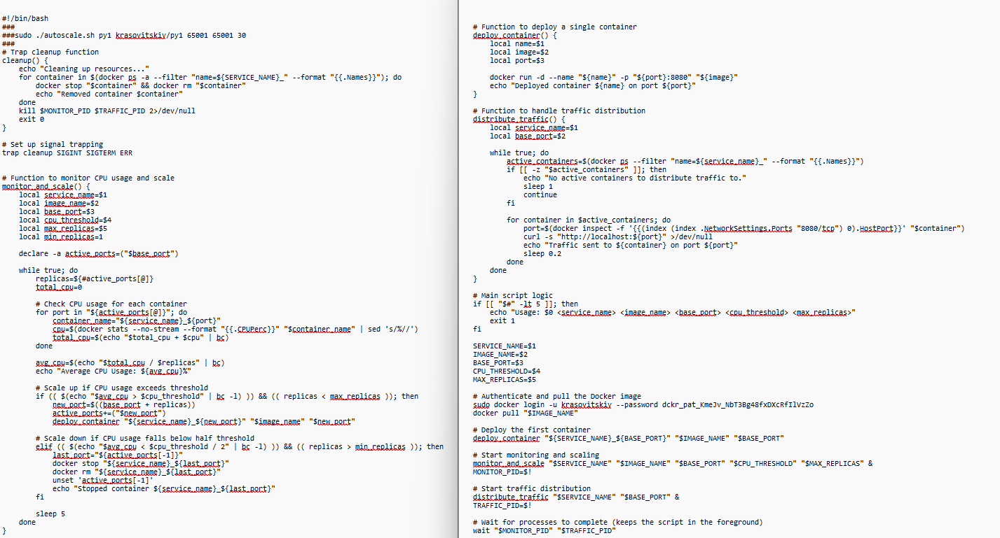 #!/bin/bash
###
###sudo ./autoscale.sh py1 krasovitskiy/py1 65001 65001 30
###
# Trap cleanup function
cleanup() {
    echo "Cleaning up resources..."
    for container in $(docker ps -a --filter "name=${SERVICE_NAME}_" --format "{{.Names}}"); do
        docker stop "$container" && docker rm "$container"
        echo "Removed container $container"
    done
    kill $MONITOR_PID $TRAFFIC_PID 2>/dev/null
    exit 0
}

# Set up signal trapping
trap cleanup SIGINT SIGTERM ERR


# Function to monitor CPU usage and scale
monitor_and_scale() {
    local service_name=$1
    local image_name=$2
    local base_port=$3
    local cpu_threshold=$4
    local max_replicas=$5
    local min_replicas=1

    declare -a active_ports=("$base_port")

    while true; do
        replicas=${#active_ports[@]}
        total_cpu=0

        # Check CPU usage for each container
        for port in "${active_ports[@]}"; do
            container_name="${service_name}_${port}"
            cpu=$(docker stats --no-stream --format "{{.CPUPerc}}" "$container_name" | sed 's/%//')
            total_cpu=$(echo "$total_cpu + $cpu" | bc)
        done

        avg_cpu=$(echo "$total_cpu / $replicas" | bc)
        echo "Average CPU Usage: ${avg_cpu}%"

        # Scale up if CPU usage exceeds threshold
        if (( $(echo "$avg_cpu > $cpu_threshold" | bc -l) )) && (( replicas < max_replicas )); then
            new_port=$((base_port + replicas))
            active_ports+=("$new_port")
            deploy_container "${service_name}_${new_port}" "$image_name" "$new_port"

        # Scale down if CPU usage falls below half threshold
        elif (( $(echo "$avg_cpu < $cpu_threshold / 2" | bc -l) )) && (( replicas > min_replicas )); then
            last_port="${active_ports[-1]}"
            docker stop "${service_name}_${last_port}"
            docker rm "${service_name}_${last_port}"
            unset 'active_ports[-1]'
            echo "Stopped container ${service_name}_${last_port}"
        fi

        sleep 5
    done
}
# Function to deploy a single container
deploy_container() {
    local name=$1
    local image=$2
    local port=$3

    docker run -d --name "${name}" -p "${port}:8080" "${image}"
    echo "Deployed container ${name} on port ${port}"
}

# Function to handle traffic distribution
distribute_traffic() {
    local service_name=$1
    local base_port=$2

    while true; do
        active_containers=$(docker ps --filter "name=${service_name}_" --format "{{.Names}}")
        if [[ -z "$active_containers" ]]; then
            echo "No active containers to distribute traffic to."
            sleep 1
            continue
        fi

        for container in $active_containers; do
            port=$(docker inspect -f '{{(index (index .NetworkSettings.Ports "8080/tcp") 0).HostPort}}' "$container")
            curl -s "http://localhost:${port}" >/dev/null
            echo "Traffic sent to ${container} on port ${port}"
            sleep 0.2
        done
    done
}

# Main script logic
if [[ "$#" -lt 5 ]]; then
    echo "Usage: $0 <service_name> <image_name> <base_port> <cpu_threshold> <max_replicas>"
    exit 1
fi

SERVICE_NAME=$1
IMAGE_NAME=$2
BASE_PORT=$3
CPU_THRESHOLD=$4
MAX_REPLICAS=$5

# Authenticate and pull the Docker image
sudo docker login -u krasovitskiy --password dckr_pat_KmeJv_NbT3Bg48fxDXcRfIlVzZo
docker pull "$IMAGE_NAME"

# Deploy the first container
deploy_container "${SERVICE_NAME}_${BASE_PORT}" "$IMAGE_NAME" "$BASE_PORT"

# Start monitoring and scaling
monitor_and_scale "$SERVICE_NAME" "$IMAGE_NAME" "$BASE_PORT" "$CPU_THRESHOLD" "$MAX_REPLICAS" &
MONITOR_PID=$!

# Start traffic distribution
distribute_traffic "$SERVICE_NAME" "$BASE_PORT" &
TRAFFIC_PID=$!

# Wait for processes to complete (keeps the script in the foreground)
wait "$MONITOR_PID" "$TRAFFIC_PID"